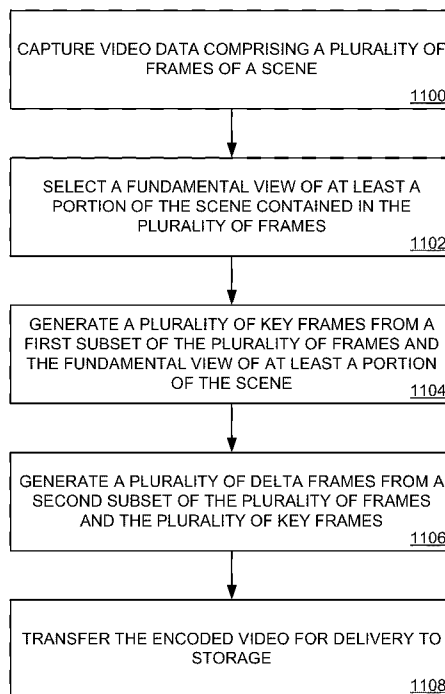 CAPTURE VIDEO DATA COMPRISING A PLURALITY OF
FRAMES OF A SCENE
1100
SELECT A FUNDAMENTAL VIEW OF AT LEAST A
PORTION OF THE SCENE CONTAINED IN THE
PLURALITY OF FRAMES
1102
GENERATE A PLURALITY OF KEY FRAMES FROM A
FIRST SUBSET OF THE PLURALITY OF FRAMES AND
THE FUNDAMENTAL VIEW OF AT LEAST A PORTION
OF THE SCENE
1104
GENERATE A PLURALITY OF DELTA FRAMES FROM A
SECOND SUBSET OF THE PLURALITY OF FRAMES
AND THE PLURALITY OF KEY FRAMES
1106
TRANSFER THE ENCODED VIDEO FOR DELIVERY TO
STORAGE
1108